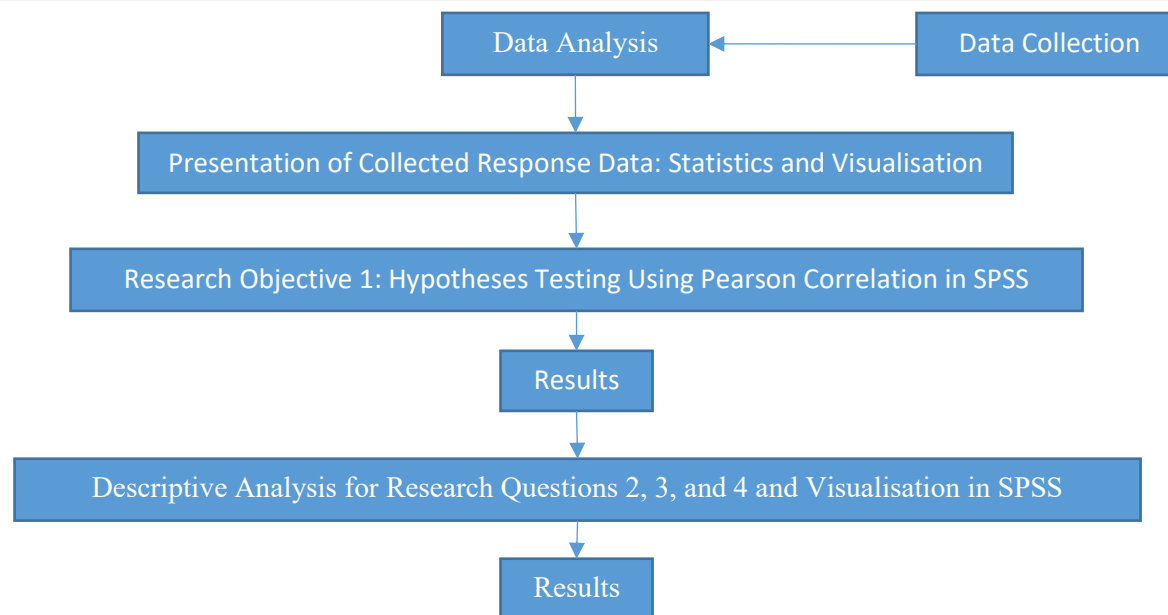 Data Analysis
Data Collection
Presentation of Collected Response Data: Statistics and Visualisation
Research Objective 1: Hypotheses Testing Using Pearson Correlation in SPSS
Results
Descriptive Analysis for Research Questions 2, 3, and 4 and Visualisation in SPSS
Results